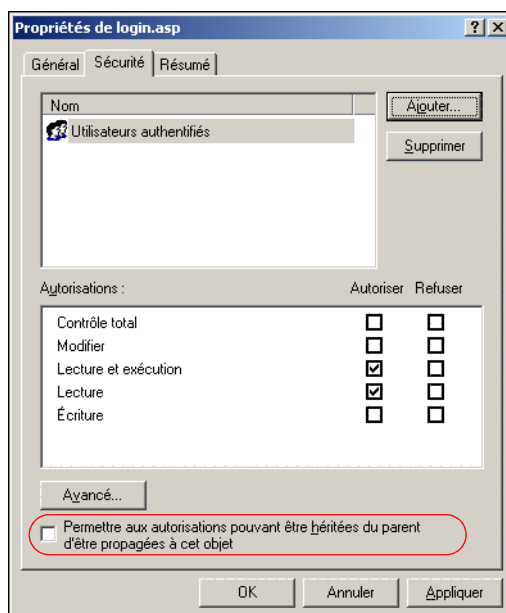 Propriétés de login.asp
Général Sécurité Résumé
Nom
Ajouter...
Utilisateurs authentifiés
Supprimer
Autorisations : Autoriser Refuser
Contrôle total
Modifier
Lecture et exécution
Lecture
Écriture
Avancé...
Permettre aux autorisations pouvant être héritées du parent
d'être propagées à cet objet
OK Annuler Appliquer